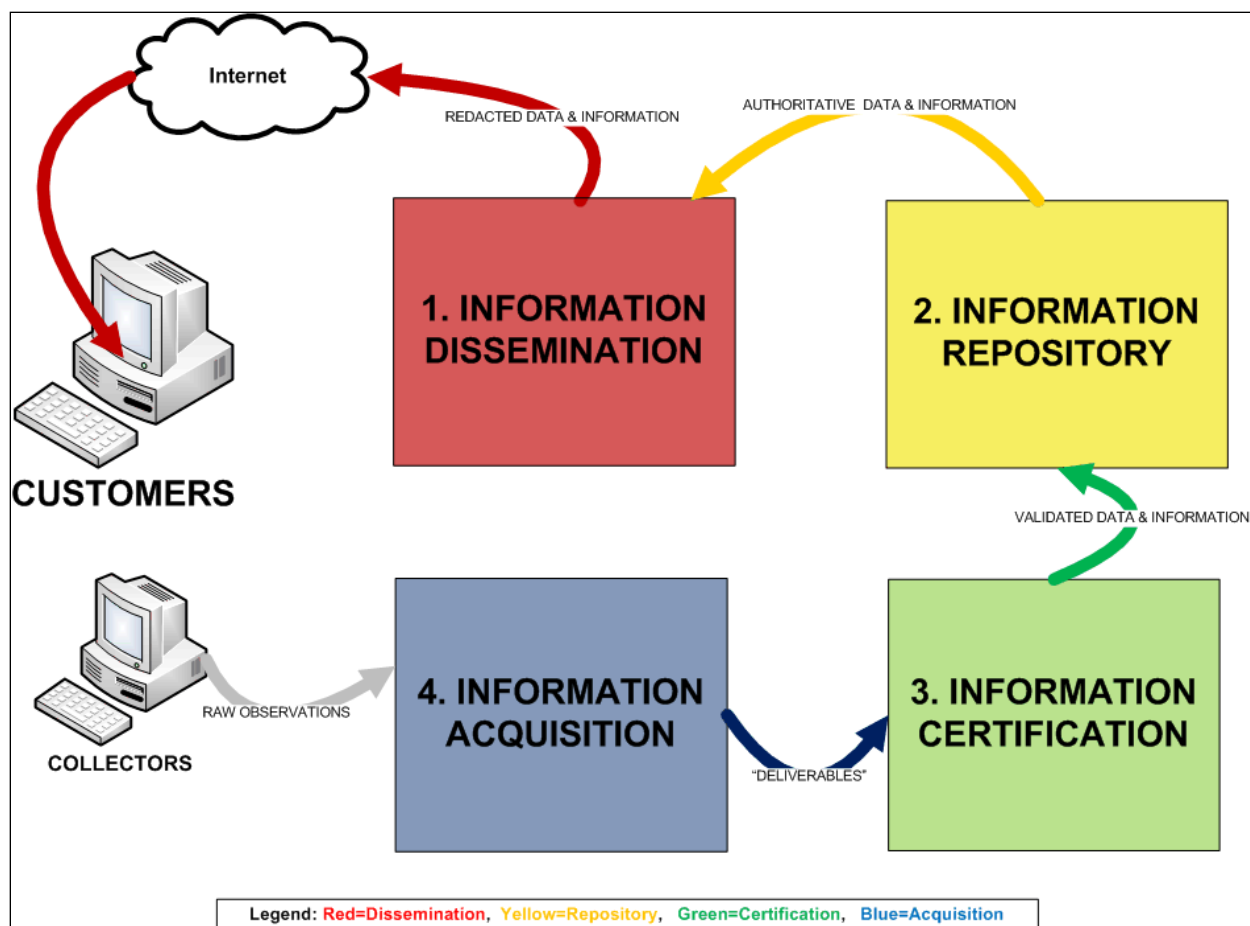 Internet
REDACTED DATA & INFORMATION
AUTHORITATIVE DATA & INFORMATION
1. INFORMATION
DISSEMINATION
2. INFORMATION
REPOSITORY
CUSTOMERS
VALIDATED DATA & INFORMATION
COLLECTORS
RAW OBSERVATIONS
4. INFORMATION
ACQUISITION
"DELIVERABLES"
3. INFORMATION
CERTIFICATION
Legend: Red=Dissemination, Yellow=Repository, Green=Certification, Blue=Acquisition